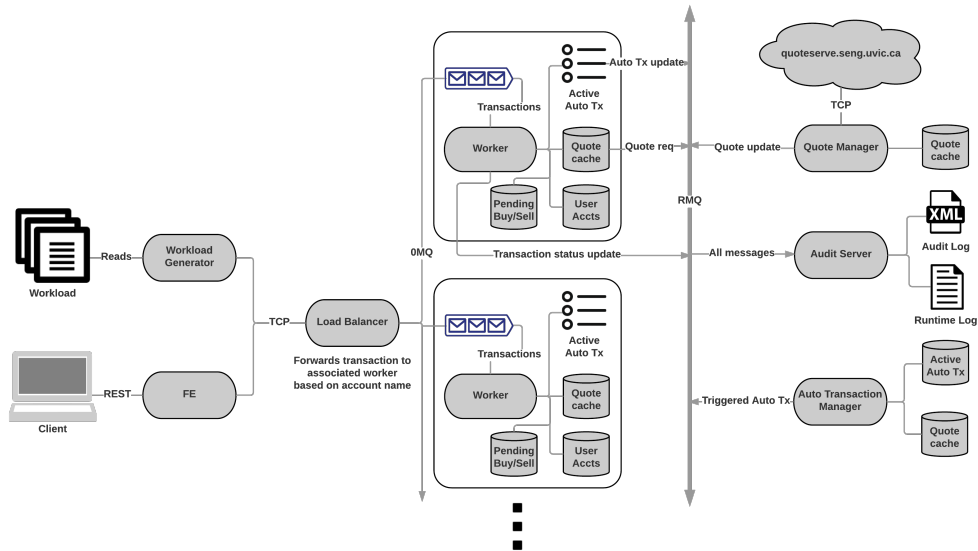 Workload
Reads
Workload
Generator
Client
REST
FE
TCP
Load Balancer
Forwards transaction to
associated worker
based on account name
0MQ
Transactions
Active
Auto Tx
Auto Tx update
Worker
Quote
cache
Quote req
Pending
Buy/Sell
User
Accts
Transaction status update
Transactions
Active
Auto Tx
Worker
Quote
cache
Pending
Buy/Sell
User
Accts
RMQ
quoteserve.seng.uvic.ca
TCP
Quote update
Quote Manager
Quote
cache
All messages
Audit Server
XML
Audit Log
Runtime Log
Triggered Auto Tx
Auto Transaction
Manager
Active
Auto Tx
Quote
cache